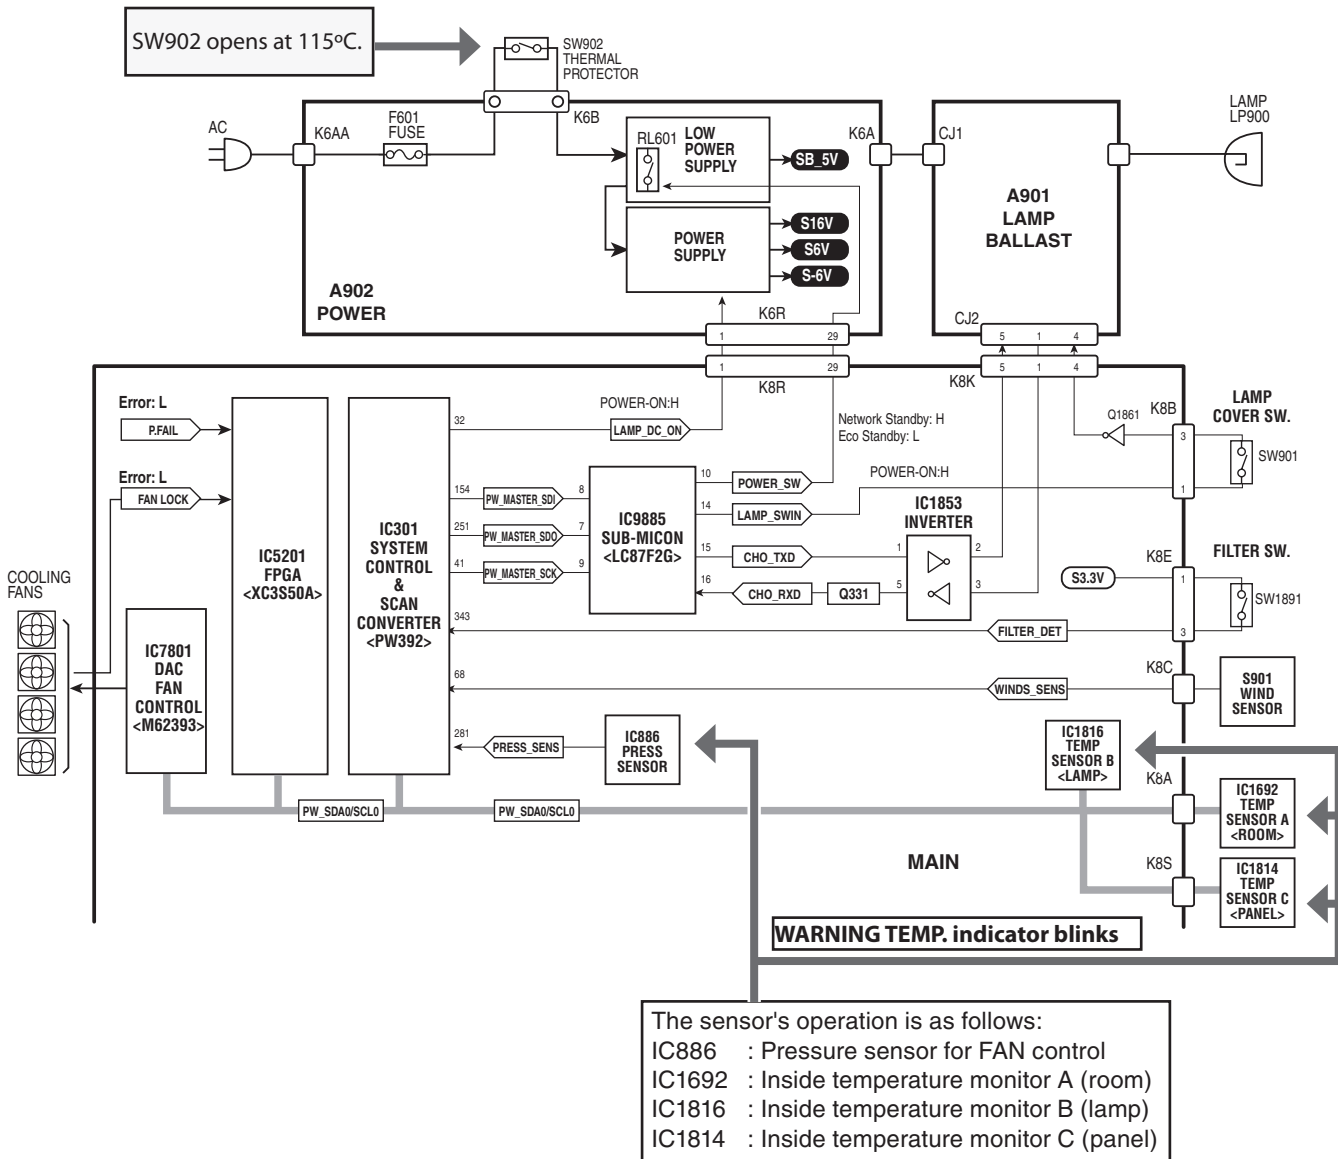 SW902 opens at 115ºC.
SW902
THERMAL
PROTECTOR
AC
K6AA
F601
FUSE
K6B
RL601
LOW
POWER
SUPPLY
SB_5V
K6A
CJ1
LAMP
LP900
A901
LAMP
BALLAST
POWER
SUPPLY
S16V
S6V
S-6V
A902
POWER
K6R
1
29
CJ2
5
1
4
1
29
K8R
K8K
5
1
4
Error: L
P.FAIL
Error: L
FAN LOCK
COOLING
FANS
IC7801
DAC
FAN
CONTROL
<M62393>
IC5201
FPGA
<XC3S50A>
IC301
SYSTEM
CONTROL
&
SCAN
CONVERTER
<PW392>
32
POWER-ON:H
LAMP_DC_ON
154
PW_MASTER_SDI
8
251
PW_MASTER_SDO
7
41
PW_MASTER_SCK
9
IC9885
SUB-MICON
<LC87F2G>
10
POWER_SW
Network Standby: H
Eco Standby: L
14
LAMP_SWIN
POWER-ON:H
15
CHO_TXD
16
CHO_RXD
Q331
IC1853
INVERTER
1
2
5
3
Q1861
K8B
3
1
LAMP
COVER SW.
SW901
K8E
FILTER SW.
S3.3V
1
3
SW1891
343
FILTER_DET
68
WINDS_SENS
K8C
S901
WIND
SENSOR
281
PRESS_SENS
IC886
PRESS
SENSOR
IC1816
TEMP
SENSOR B
<LAMP>
K8A
IC1692
TEMP
SENSOR A
<ROOM>
PW_SDA0/SCL0
PW_SDA0/SCL0
MAIN
K8S
IC1814
TEMP
SENSOR C
<PANEL>
WARNING TEMP. indicator blinks
The sensor's operation is as follows:
IC886 : Pressure sensor for FAN control
IC1692 : Inside temperature monitor A (room)
IC1816 : Inside temperature monitor B (lamp)
IC1814 : Inside temperature monitor C (panel)